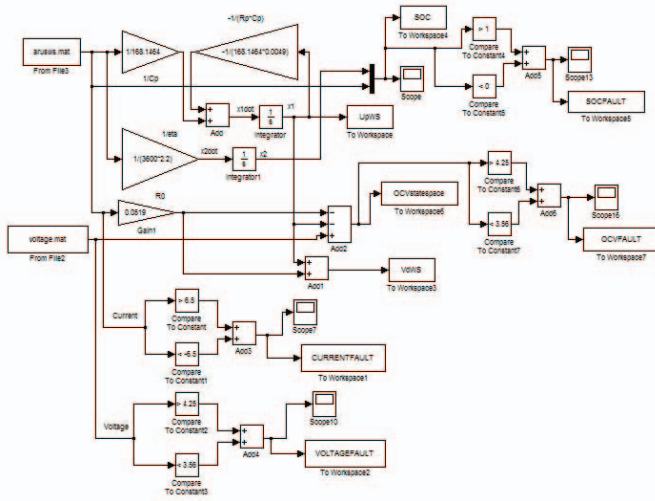 -1/(Rp*Cp)
arussis.mat
From File3
1/168.1464
1/Cp
-1/(168.1464*0.0049)
SOC
To Workspace4
Scope
> 1
Compare
To Constant4
< 0
Compare
To Constant5
Add5
Scope13
SOCFAULT
To Workspace5
Add
x1dot
1
s
Integrator
x1
UpWS
To Workspace
1/eta
1/(3600*2.2)
x2dot
1
s
Integrator1
x2
R0
0.0819
Gain1
voltage.mat
From File2
Add2
OCVstatespace
To Workspace6
> 4.25
Compare
To Constant6
< 3.56
Compare
To Constant7
Add6
Scope16
OCVFAULT
To Workspace7
Add1
VdWS
To Workspace3
Current
> 6.5
Compare
To Constant
< -6.5
Compare
To Constant1
Add3
Scope7
CURRENTFAULT
To Workspace1
Voltage
> 4.25
Compare
To Constant2
< 3.56
Compare
To Constant3
Add4
Scope10
VOLTAGEFAULT
To Workspace2